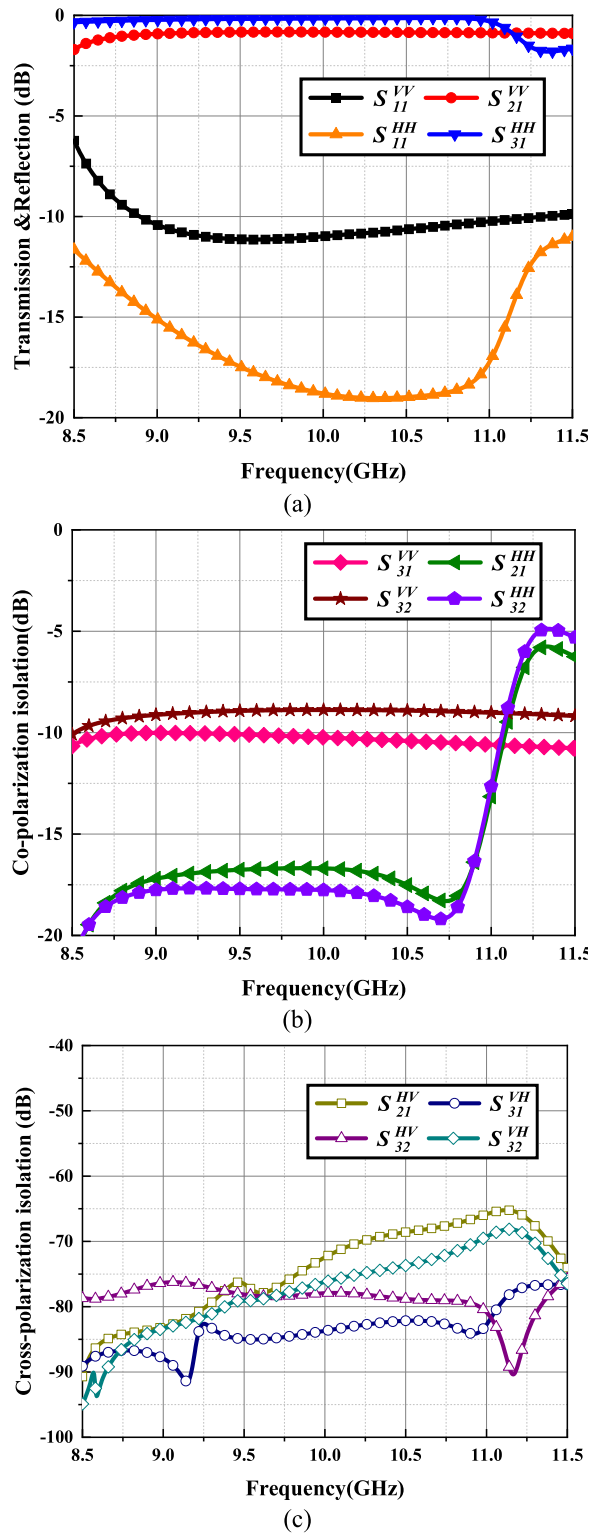 0
-5
-10
-15
-20
Transmission &Reflection (dB)
S11VV S21VV
S11HH S31HH
8.5 9.0 9.5 10.0 10.5 11.0 11.5
Frequency(GHz)
(a)
0
-5
-10
-15
-20
Co-polarization isolation(dB)
S31VV S21HH
S32VV S32HH
8.5 9.0 9.5 10.0 10.5 11.0 11.5
Frequency(GHz)
(b)
-40
-50
-60
-70
-80
-90
-100
Cross-polarization isolation (dB)
S21HV S31VH
S32HV S32VH
8.5 9.0 9.5 10.0 10.5 11.0 11.5
Frequency(GHz)
(c)